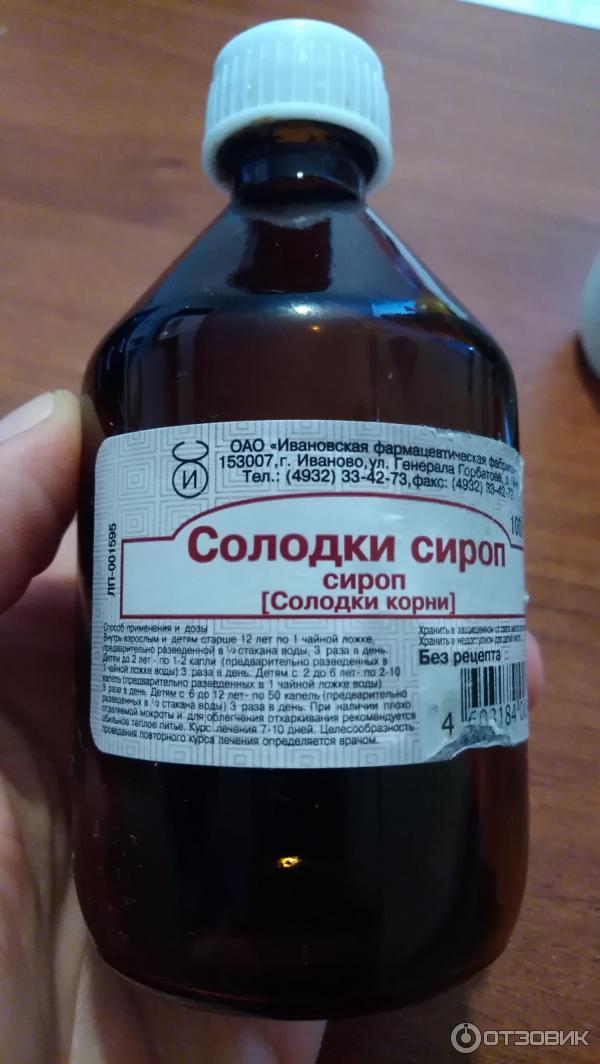 ОАО «Ивановская фармацевтическая
153007, г. Иваново, ул. Генерала Горбатова,
Тел.: (4932) 33-42-73, факс: (4932) 33-42-73
И
ЛП-001595
100
Солодки сироп
сироп
[Солодки корни]
Способ применения и дозы
Внутрь взрослым и детям старше 12 лет по 1 чайной ложке,
предварительно разведенной в ½ стакана воды, 3 раза в день.
Детям до 2 лет - по 1-2 капли (предварительно разведенных в
1 чайной ложке воды) 3 раза в день. Детям с 2 до 6 лет- по 2-10
капель (предварительно разведенных в 1 чайной ложке воды)
3 раза в день. Детям с 6 до 12 лет- по 50 капель (предварительно
разведенных в ½ стакана воды) 3 раза в день. При наличии плохо
отделяемой мокроты и для облегчения отхаркивания рекомендуется
обильное теплое питье. Курс лечения 7-10 дней. Целесообразность
проведения повторного курса лечения определяется врачом.
Хранить в защищенном от света
Хранить в недоступном для детей
Без рецепта
4 603184
ОТЗОВИК